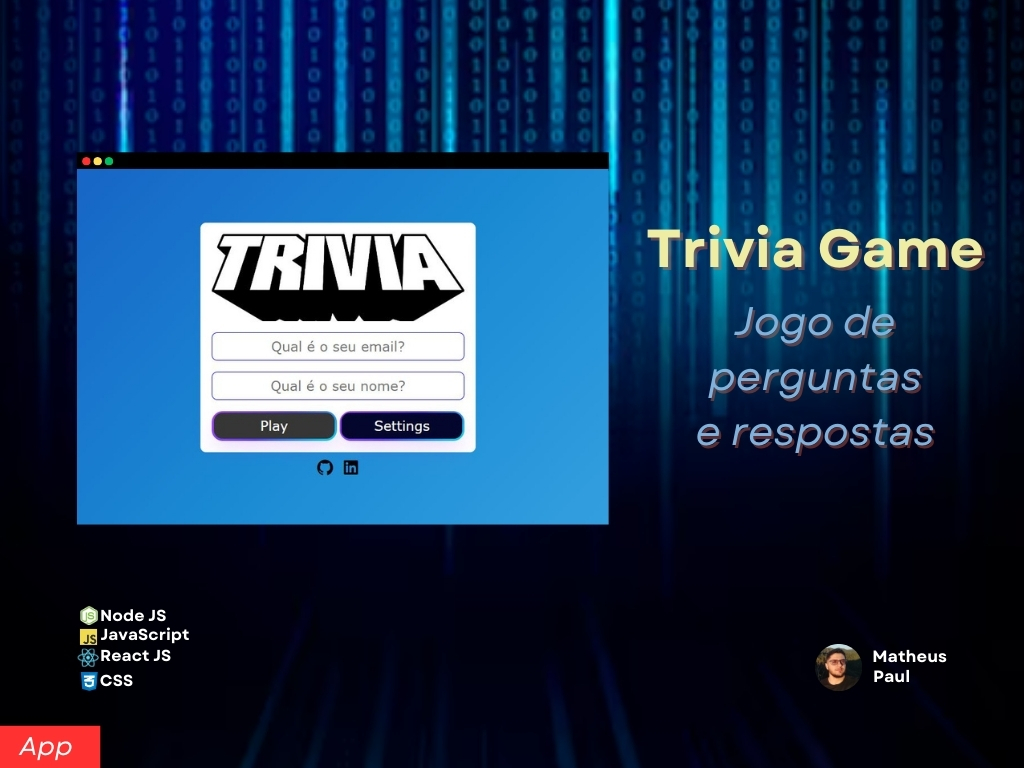 TRIVIA
Qual é o seu email?
Qual é o seu nome?
Play
Settings
Trivia Game
Jogo de
perguntas
e respostas
Node JS
JS
JavaScript
React JS
CSS
Matheus
Paul
App